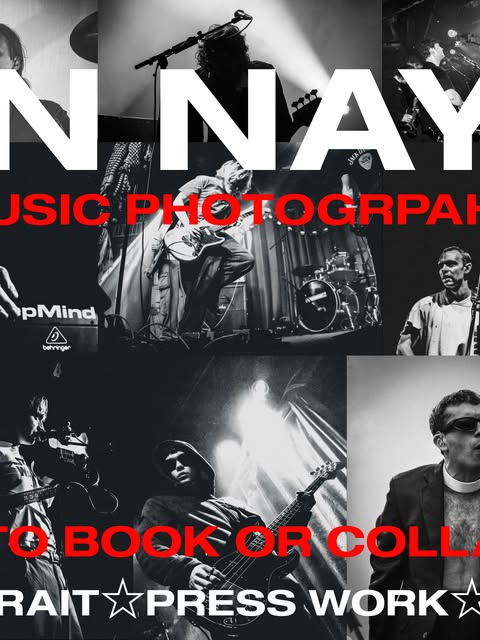 N NAY
USIC PHOTOGRPAH
pMind
behringer
TO BOOK OR COLLA
RAIT☆PRESS WORK☆